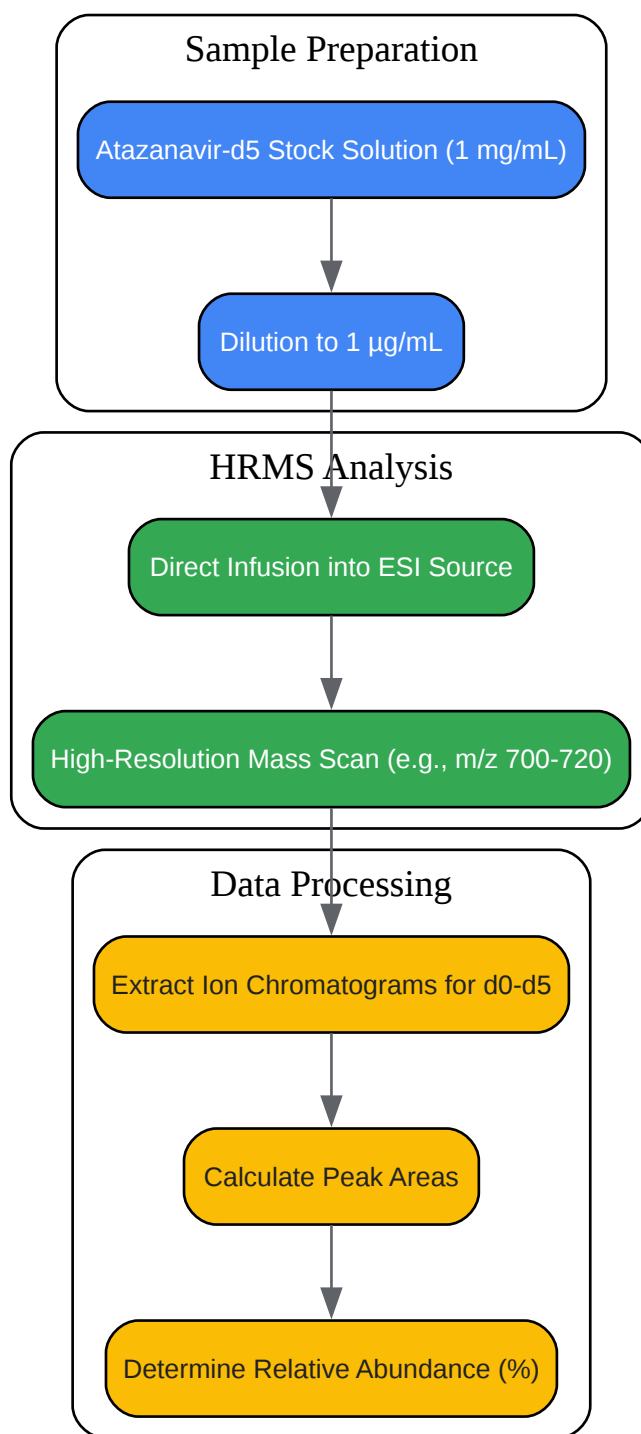 Sample Preparation
Atazanavir-d5 Stock Solution (1 mg/mL)
Dilution to 1 µg/mL
HRMS Analysis
Direct Infusion into ESI Source
High-Resolution Mass Scan (e.g., m/z 700-720)
Data Processing
Extract Ion Chromatograms for d0-d5
Calculate Peak Areas
Determine Relative Abundance (%)